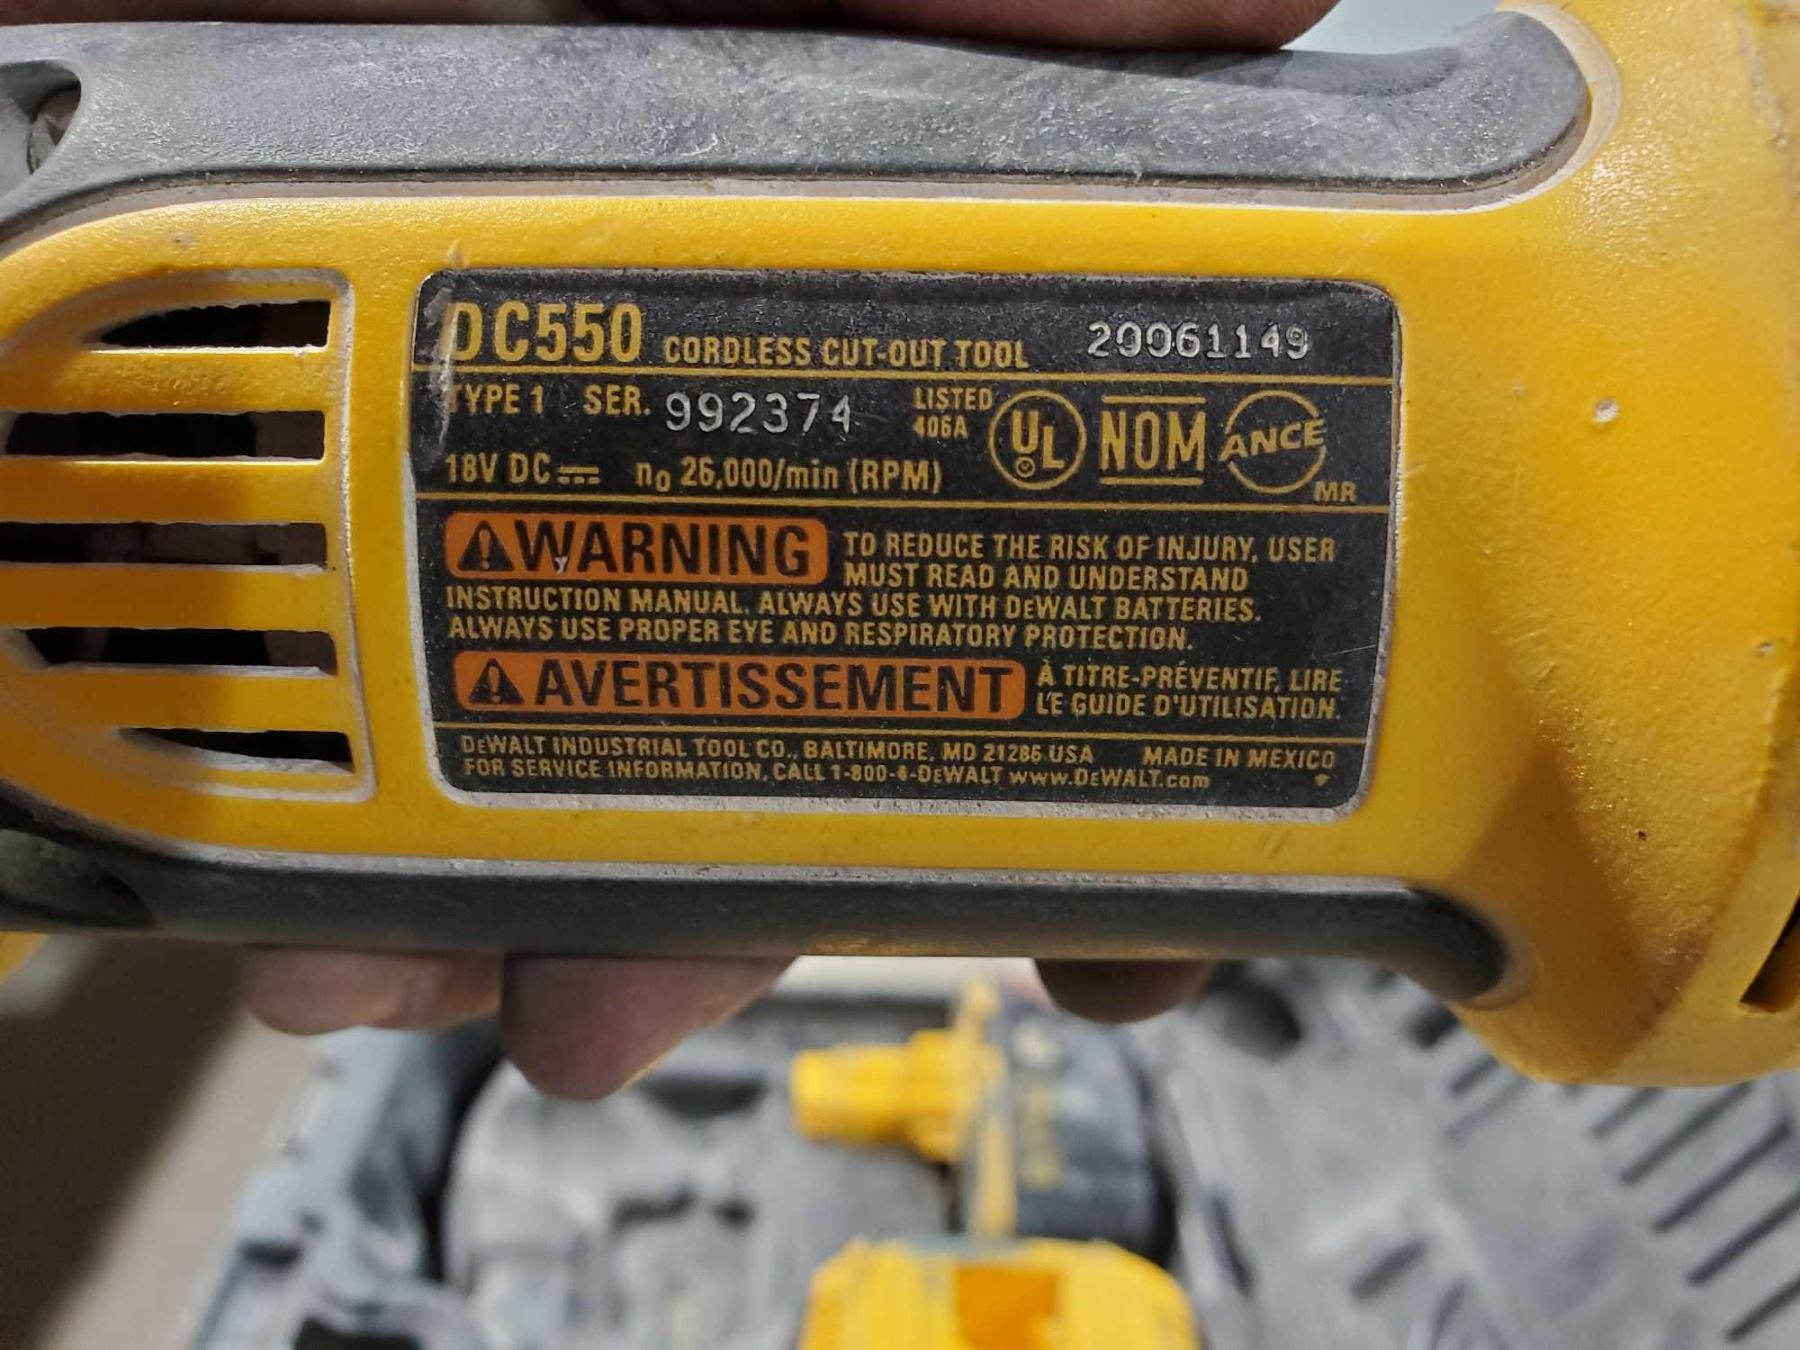 DC550 CORDLESS CUT-OUT TOOL 20061149
TYPE 1 SER. 992374 LISTED 406A UL NOM ANCE MR
18V DC n0 26,000/min (RPM)
WARNING TO REDUCE THE RISK OF INJURY, USER
MUST READ AND UNDERSTAND
INSTRUCTION MANUAL. ALWAYS USE WITH DEWALT BATTERIES.
ALWAYS USE PROPER EYE AND RESPIRATORY PROTECTION.
AVERTISSEMENT À TITRE-PRÉVENTIF, LIRE
LE GUIDE D'UTILISATION.
DEWALT INDUSTRIAL TOOL CO., BALTIMORE, MD 21286 USA MADE IN MEXICO
FOR SERVICE INFORMATION, CALL 1-800-4-DEWALT www.DEWALT.com